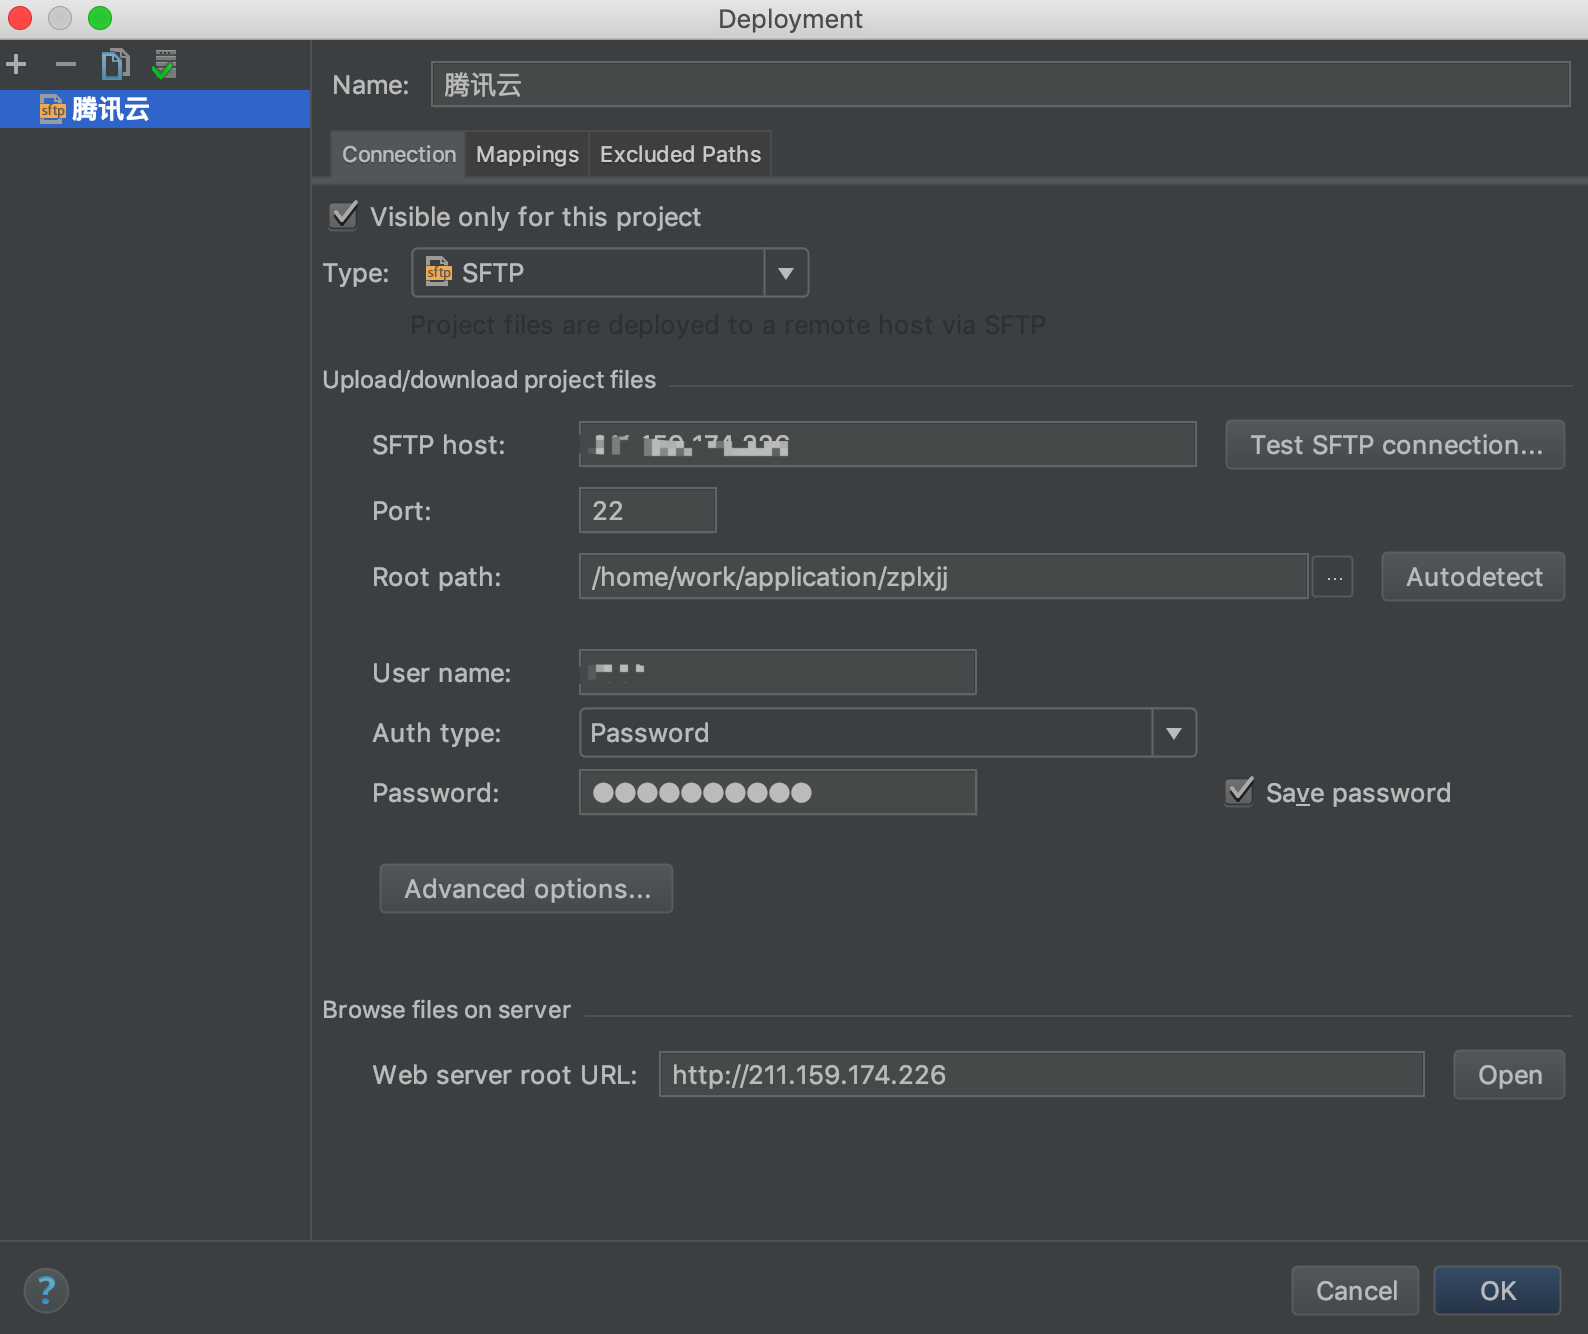 Deployment
sftp 腾讯云
Name: 腾讯云
Connection Mappings Excluded Paths
Visible only for this project
Type: sftp SFTP
Project files are deployed to a remote host via SFTP
Upload/download project files
SFTP host: Test SFTP connection...
Port: 22
Root path: /home/work/application/zplxjj ... Autodetect
User name:
Auth type: Password
Password: ●●●●●●●●●● Save password
Advanced options...
Browse files on server
Web server root URL: http://211.159.174.226 Open
? Cancel OK